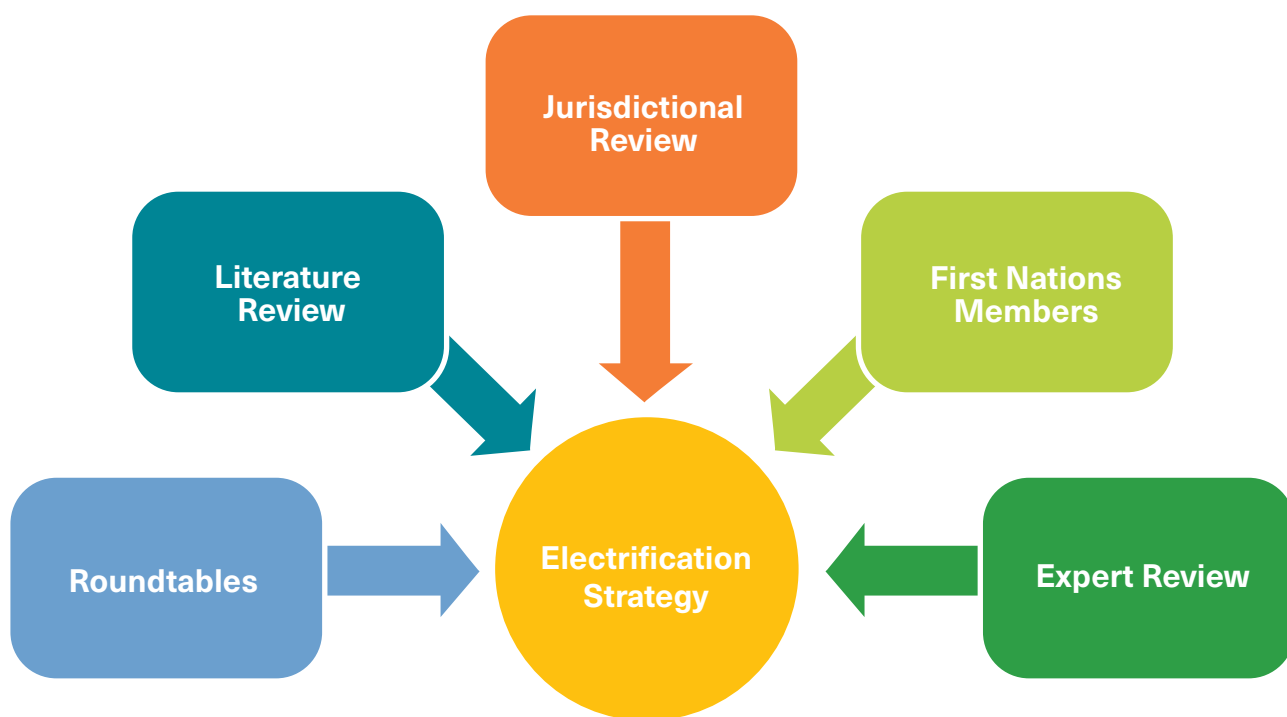 Jurisdictional
Review
Literature
Review
First Nations
Members
Roundtables
Electrification
Strategy
Expert Review